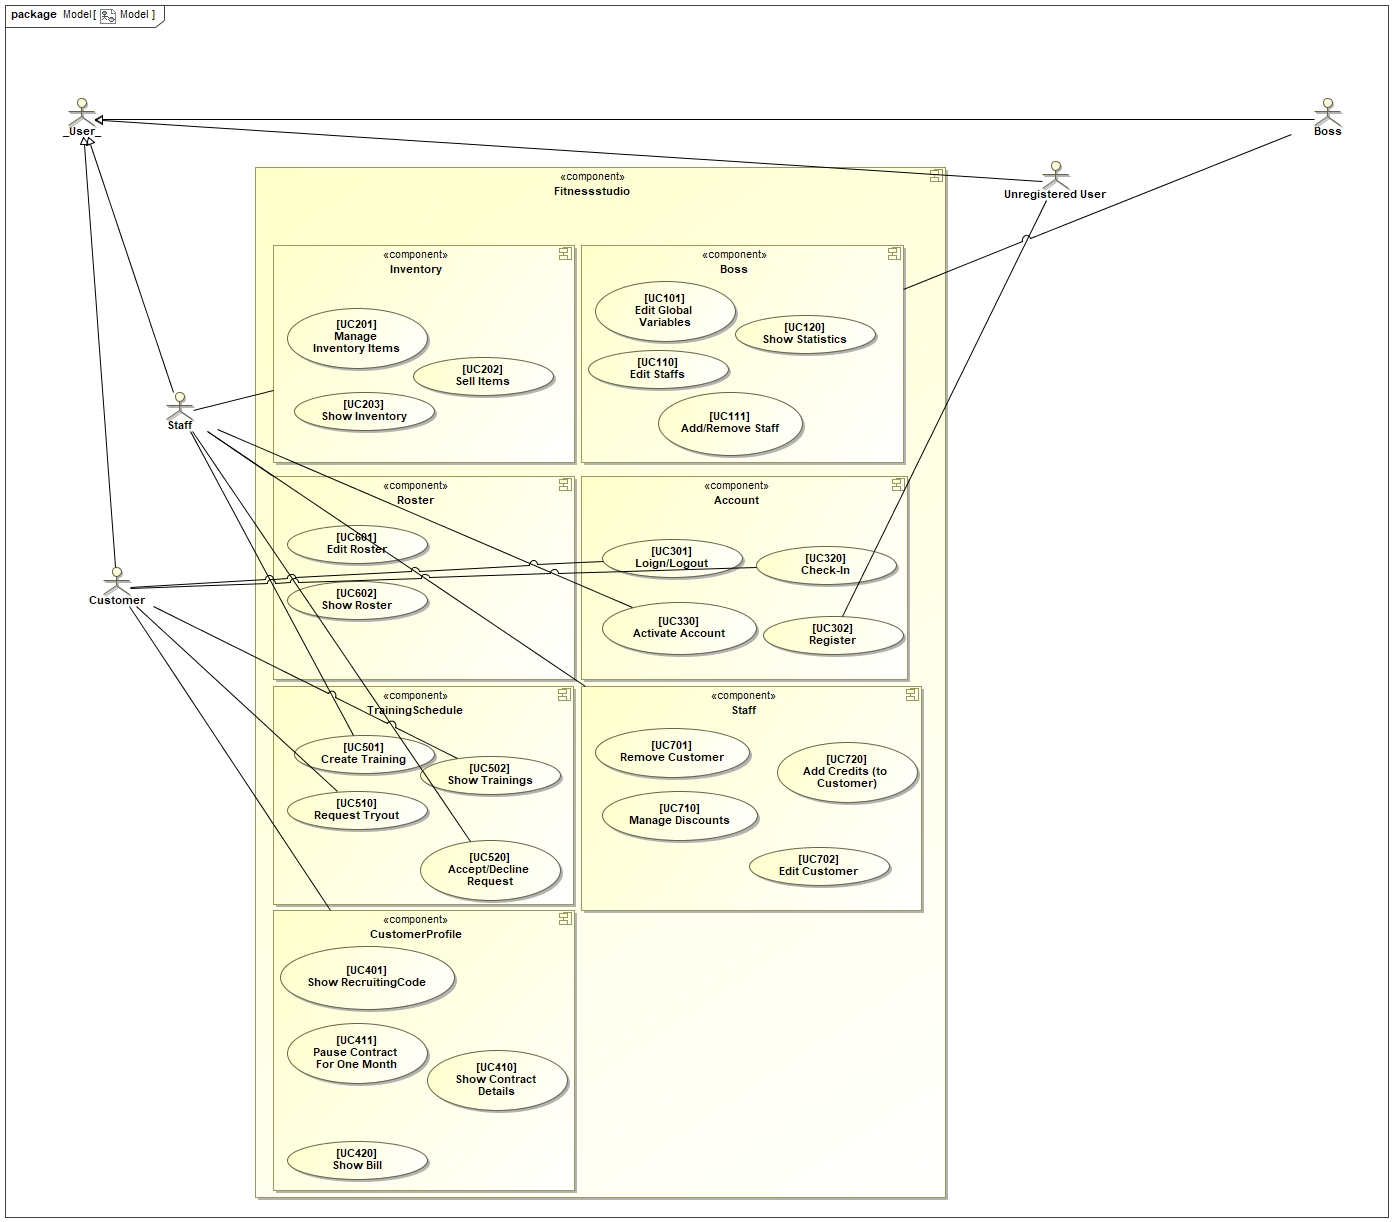 package Model[ Model ]
_User_
Boss
Unregistered User
«component»
Fitnessstudio
«component»
Inventory
[UC201]
Manage
Inventory Items
[UC202]
Sell Items
[UC203]
Show Inventory
«component»
Boss
[UC101]
Edit Global
Variables
[UC120]
Show Statistics
[UC110]
Edit Staffs
[UC111]
Add/Remove Staff
Staff
«component»
Roster
[UC601]
Edit Roster
[UC602]
Show Roster
«component»
Account
[UC301]
Loign/Logout
[UC320]
Check-In
[UC330]
Activate Account
[UC302]
Register
Customer
«component»
TrainingSchedule
[UC501]
Create Training
[UC502]
Show Trainings
[UC510]
Request Tryout
[UC520]
Accept/Decline
Request
«component»
Staff
[UC701]
Remove Customer
[UC720]
Add Credits (to
Customer)
[UC710]
Manage Discounts
[UC702]
Edit Customer
«component»
CustomerProfile
[UC401]
Show RecruitingCode
[UC411]
Pause Contract
For One Month
[UC410]
Show Contract
Details
[UC420]
Show Bill